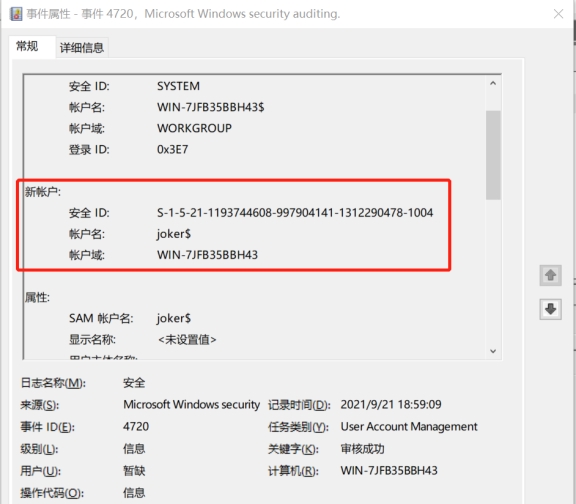 事件属性 - 事件 4720，Microsoft Windows security auditing.
常规 详细信息
安全 ID: SYSTEM
帐户名: WIN-7JFB35BBH43$
帐户域: WORKGROUP
登录 ID: 0x3E7
新帐户:
安全 ID: S-1-5-21-1193744608-997904141-1312290478-1004
帐户名: joker$
帐户域: WIN-7JFB35BBH43
属性:
SAM 帐户名: joker$
显示名称: <未设置值>
用户主体名称:
日志名称(M): 安全
来源(S): Microsoft Windows security 记录时间(D): 2021/9/21 18:59:09
事件 ID(E): 4720 任务类别(Y): User Account Management
级别(L): 信息 关键字(K): 审核成功
用户(U): 暂缺 计算机(R): WIN-7JFB35BBH43
操作代码(O): 信息